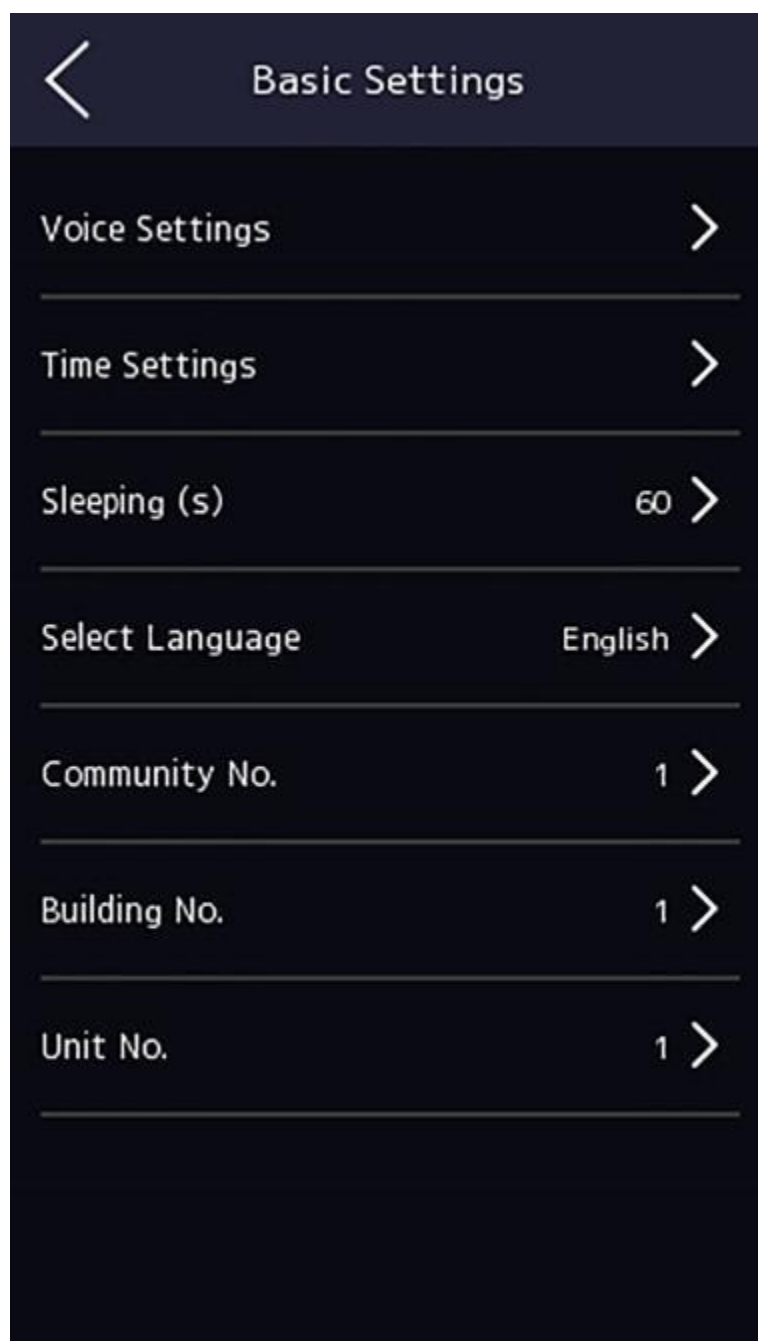 Basic Settings
Voice Settings
Time Settings
Sleeping (s) 60
Select Language English
Community No. 1
Building No. 1
Unit No. 1